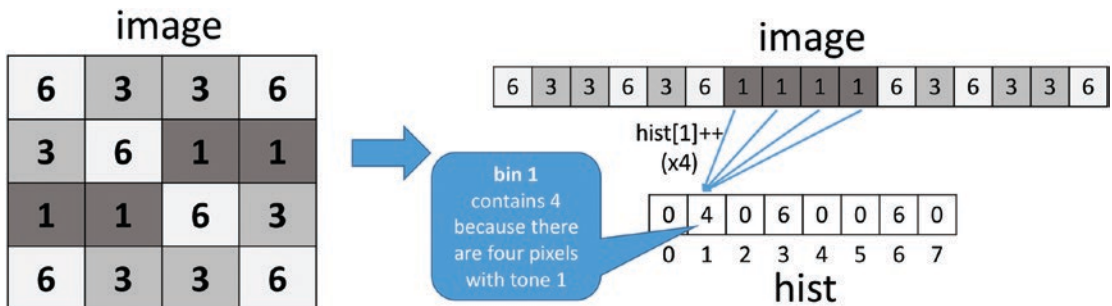 image
6 3 3 6
3 6 1 1
1 1 6 3
6 3 3 6
image
6 3 3 6 3 6 1 1 1 1 6 3 6 3 3 6
hist[1]++
(x4)
bin 1
contains 4
because there
are four pixels
with tone 1
0 4 0 6 0 0 6 0
0 1 2 3 4 5 6 7
hist